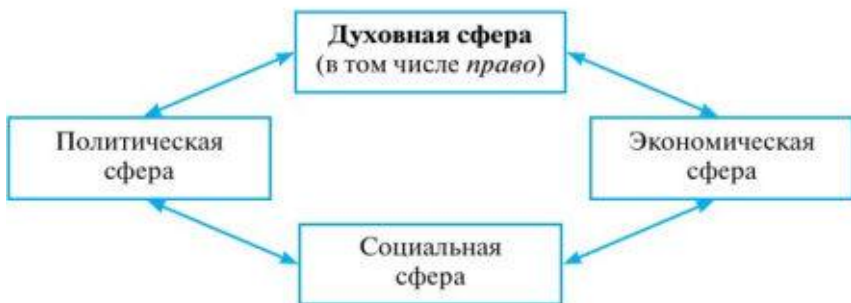 Духовная сфера
(в том числе право)
Политическая
сфера
Экономическая
сфера
Социальная
сфера